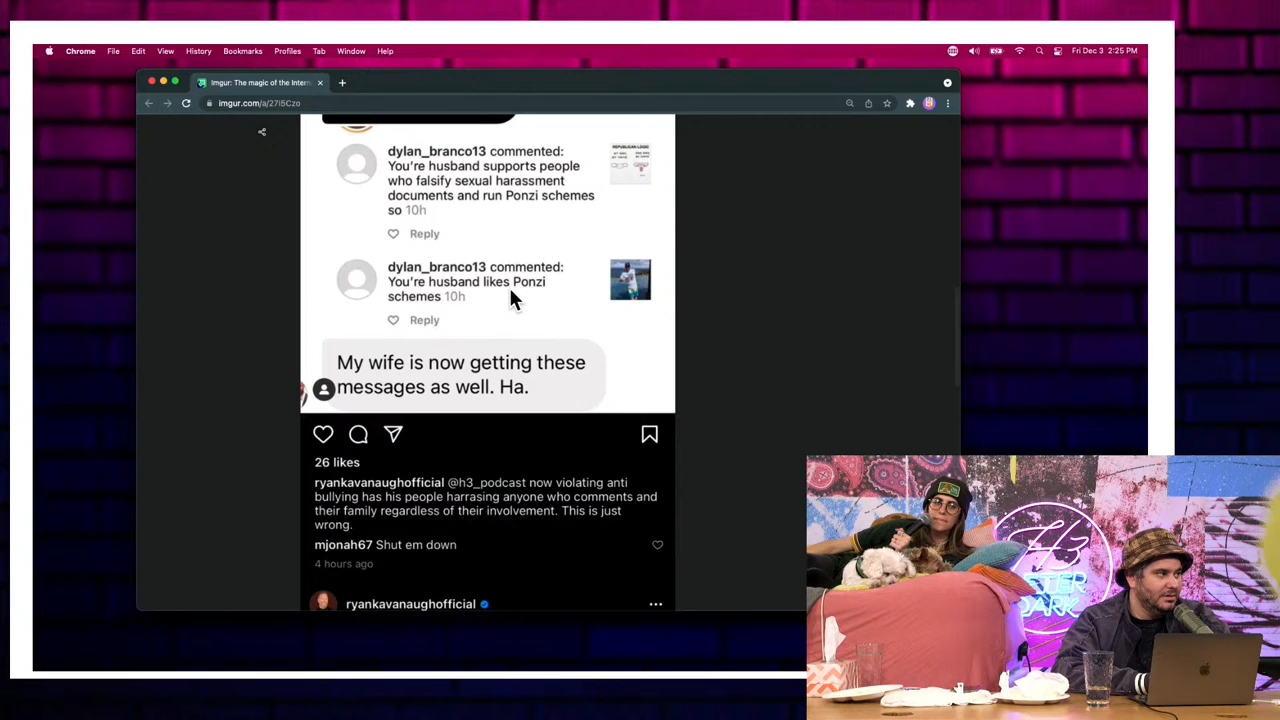 Chrome File Edit View History Bookmarks Profiles Tab Window Help Fri Dec 3 2:25 PM
Imgur: The magic of the Intern
imgur.com/a/27I5Czo
dylan_branco13 commented:
You're husband supports people
who falsify sexual harassment
documents and run Ponzi schemes
so 10h
REPUBLICAN LOGIC
Reply
dylan_branco13 commented:
You're husband likes Ponzi
schemes 10h
Reply
My wife is now getting these
messages as well. Ha.
26 likes
ryankavanaughofficial @h3_podcast now violating anti
bullying has his people harrasing anyone who comments and
their family regardless of their involvement. This is just
wrong.
mjonah67 Shut em down
4 hours ago
ryankavanaughofficial
H3
AFTER
DARK